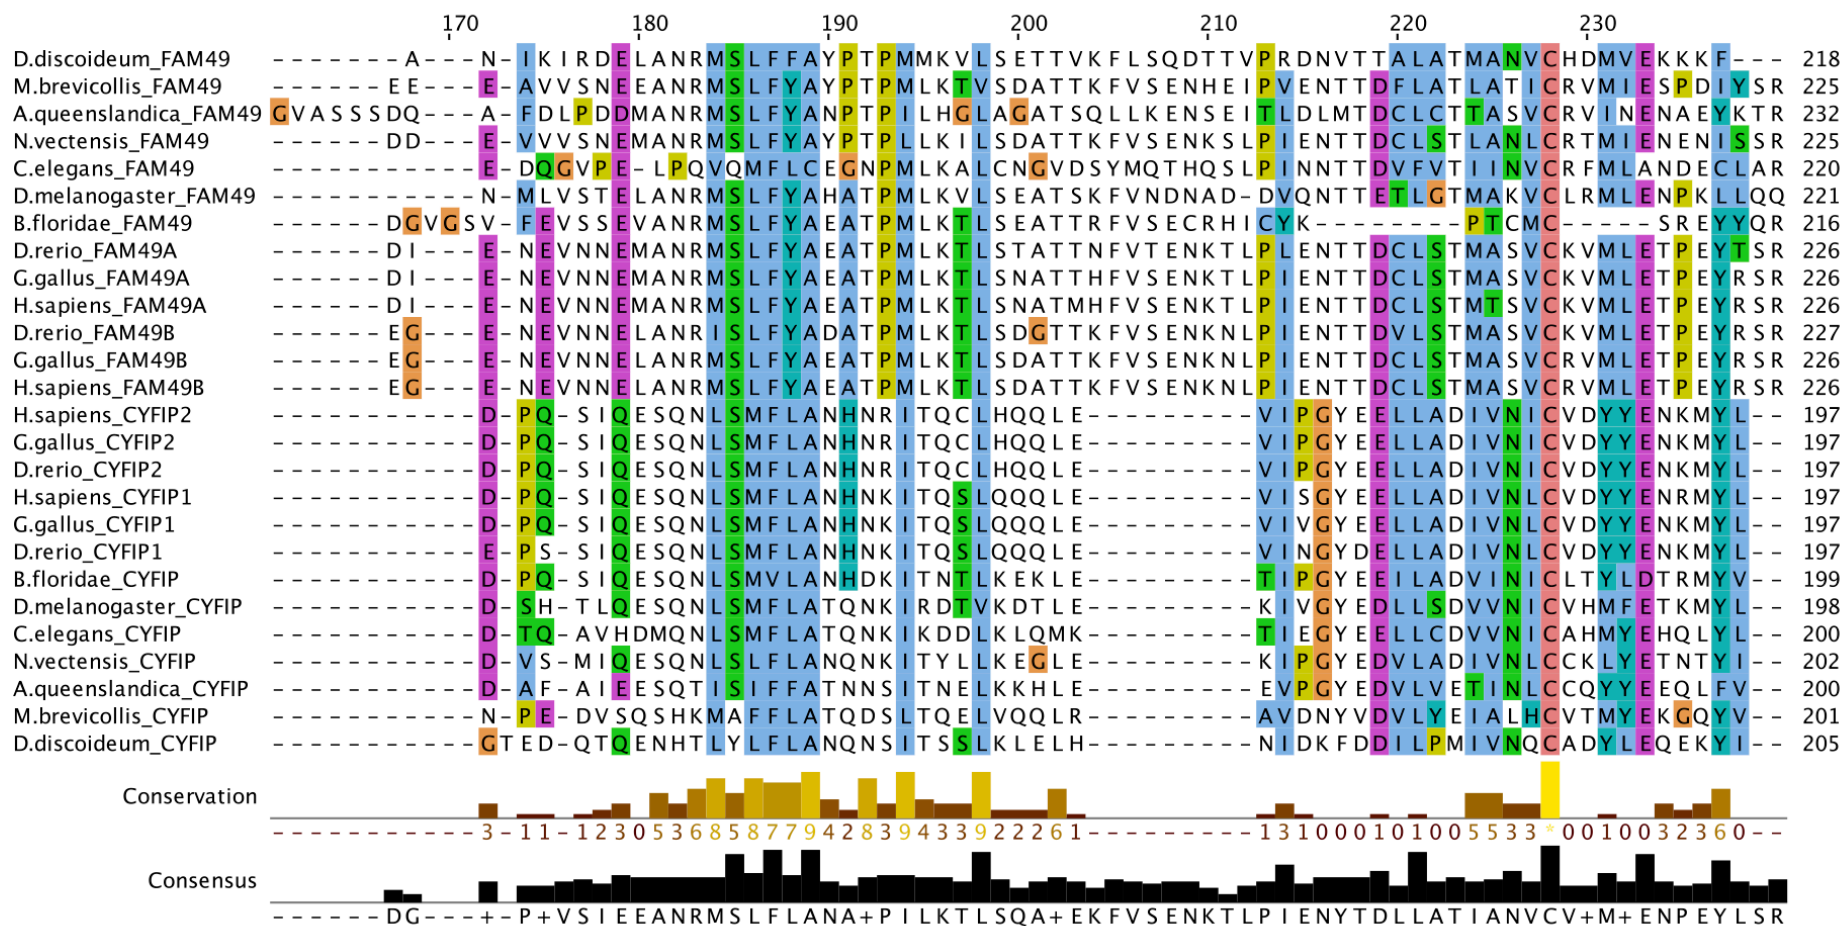 170 180 190 200 210 220 230
D.discoideum_FAM49 -------A---N-IKIRDELANRMSLFFAYPTPMMKVLSETTVKFLSQDTTVPRDNVTTALATMANVCHDMVEKKKF--- 218
M.brevicollis_FAM49 ------EE---E-AVVSNEEANRMSLFYAYPTPMLKTVSDATTKFVSENHEIPVENTTDFLATLATICRVMIESPDIYSR 225
A.queenslandica_FAM49 GVASSSDQ---A-FDLPDDMANRMSLFYANPTPILHGLAGATSQLLKENSEITLDLMTDCLCTTASVCRVINENAEYKTR 232
N.vectensis_FAM49 ------DD---E-VVVSNEMANRMSLFYAYPTPLLKILSDATTKFVSENKSLPIENTTDCLSTLANLCRTMIENENISSR 225
C.elegans_FAM49 -----------E-DQGVPE-LPQVQMFLCEGNPMLKALCNGVDSYMQTHQSLPINNTTDVFVTIINVCRFMLANDECLAR 220
D.melanogaster_FAM49 -----------N-MLVSTELANRMSLFYAHATPMLKVLSEATSKFVNDNAD-DVQNTTETLGTMAKVCLRMLENPKLLQQ 221
B.floridae_FAM49 ------DGVGSV-FEVSSEVANRMSLFYAEATPMLKTLSEATTRFVSECRHICYK--------PTCMC-----SREYYQR 216
D.rerio_FAM49A ------DI---E-NEVNNEMANRMSLFYAEATPMLKTLSTATTNFVTENKTLPLENTTDCLSTMASVCKVMLETPEYTSR 226
G.gallus_FAM49A ------DI---E-NEVNNEMANRMSLFYAEATPMLKTLSNATTHFVSENKTLPIENTTDCLSTMASVCKVMLETPEYRSR 226
H.sapiens_FAM49A ------DI---E-NEVNNEMANRMSLFYAEATPMLKTLSNATMHFVSENKTLPIENTTDCLSTMTSVCKVMLETPEYRSR 226
D.rerio_FAM49B ------EG---E-NEVNNELANRISLFYADATPMLKTLSDGTTKFVSENKNLPIENTTDVLSTMASVCKVMLETPEYRSR 227
G.gallus_FAM49B ------EG---E-NEVNNELANRMSLFYAEATPMLKTLSDATTKFVSENKNLPIENTTDCLSTMASVCRVMLETPEYRSR 226
H.sapiens_FAM49B ------EG---E-NEVNNELANRMSLFYAEATPMLKTLSDATTKFVSENKNLPIENTTDCLSTMASVCRVMLETPEYRSR 226
H.sapiens_CYFIP2 -----------D-PQ-SIQESQNLSMFLANHNRITQCLHQQLE---------VIPGYEELLADIVNICVDYYENKMYL-- 197
G.gallus_CYFIP2 -----------D-PQ-SIQESQNLSMFLANHNRITQCLHQQLE---------VIPGYEELLADIVNICVDYYENKMYL-- 197
D.rerio_CYFIP2 -----------D-PQ-SIQESQNLSMFLANHNRITQCLHQQLE---------VIPGYEELLADIVNICVDYYENKMYL-- 197
H.sapiens_CYFIP1 -----------D-PQ-SIQESQNLSMFLANHNKITQSLQQQLE---------VISGYEELLADIVNLCVDYYENRMYL-- 197
G.gallus_CYFIP1 -----------D-PQ-SIQESQNLSMFLANHNKITQSLQQQLE---------VIVGYEELLADIVNLCVDYYENKMYL-- 197
D.rerio_CYFIP1 -----------E-PS-SIQESQNLSMFLANHNKITQSLQQQLE---------VINGYDELLADIVNLCVDYYENKMYL-- 197
B.floridae_CYFIP -----------D-PQ-SIQESQNLSMVLANHDKITNTLKEKLE---------TIPGYEEILADVINICLTYLDTRMYV-- 199
D.melanogaster_CYFIP -----------D-SH-TLQESQNLSMFLATQNKIRDTVKDTLE---------KIVGYEDLLSDVVNICVHMFETKMYL-- 198
C.elegans_CYFIP -----------D-TQ-AVHDMQNLSMFLATQNKIKDDLKLQMK---------TIEGYEELLCDVVNICAHMYEHQLYL-- 200
N.vectensis_CYFIP -----------D-VS-MIQESQNLSLFLANQNKITYLLKEGLE---------KIPGYEDVLADIVNLCCKLYETNTYI-- 202
A.queenslandica_CYFIP -----------D-AF-AIEESQTISIFFATNNSITNELKKHLE---------EVPGYEDVLVETINLCCQYYEEQLFV-- 200
M.brevicollis_CYFIP -----------N-PE-DVSQSHKMAFFLATQDSLTQELVQQLR---------AVDNYVDVLYEIALHCVTMYEKGQYV-- 201
D.discoideum_CYFIP -----------GTED-QTQENHTLYLFLANQNSITSSLKLELH---------NIDKFDDILPMIVNQCADYLEQEKYI-- 205
Conservation
-----------3-11-123053685877942839433922261---------131000101005533*0010032360--
Consensus
------DG---+-P+VSIEEANRMSLFLANA+PILKTLSQA+EKFVSENKTLPIENYTDLLATIANVCV+M+ENPEYLSR